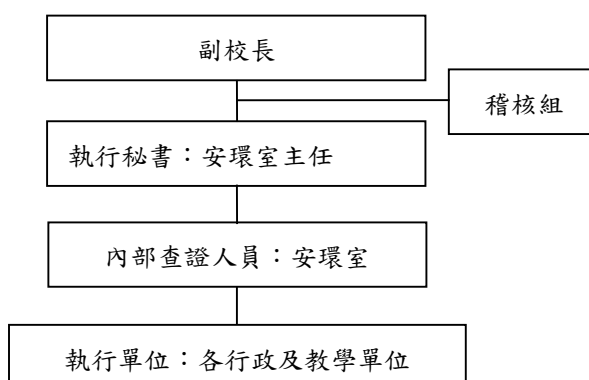 副校長
稽核組
執行秘書：安環室主任
內部查證人員：安環室
執行單位：各行政及教學單位